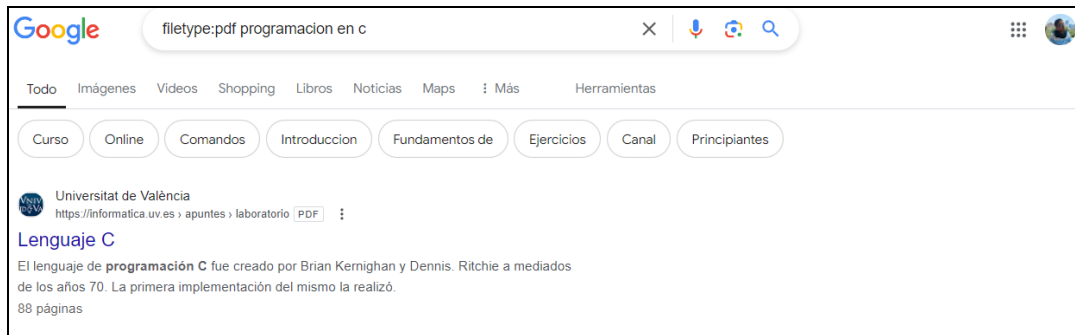 Google
filetype:pdf programacion en c
Todo Imágenes Videos Shopping Libros Noticias Maps Más Herramientas
Curso Online Comandos Introduccion Fundamentos de Ejercicios Canal Principiantes
Universitat de València
https://informatica.uv.es › apuntes › laboratorio PDF
Lenguaje C
El lenguaje de programación C fue creado por Brian Kernighan y Dennis. Ritchie a mediados
de los años 70. La primera implementación del mismo la realizó.
88 páginas